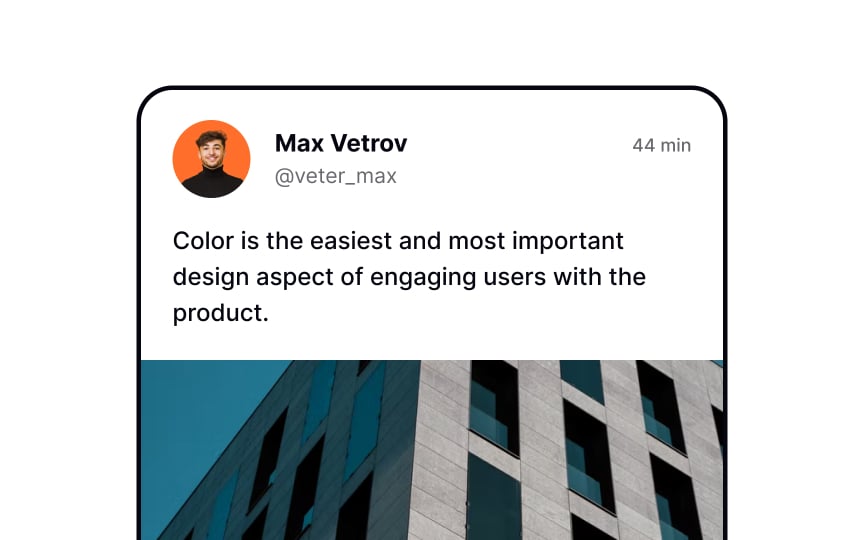 Max Vetrov
44 min
@veter_max
Color is the easiest and most important
design aspect of engaging users with the
product.